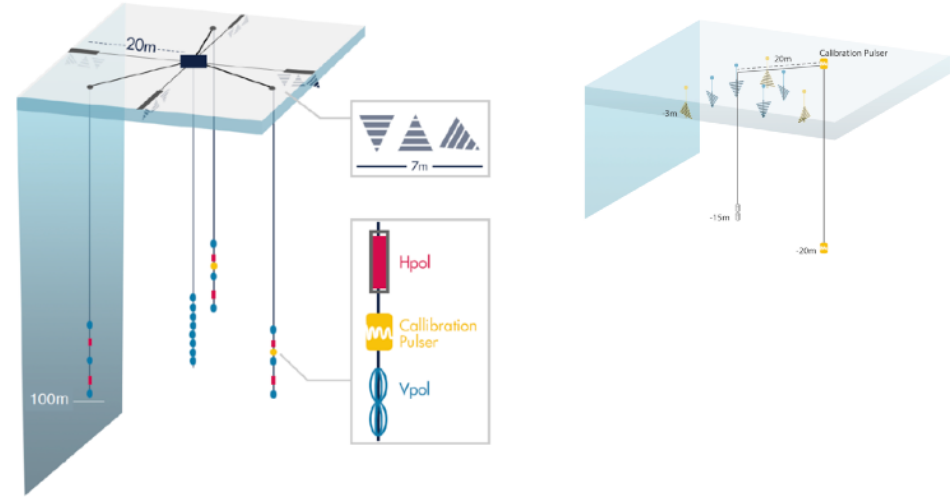 20m
7m
Hpol
Callibration
Pulser
Vpol
100m
Calibration Pulser
20m
-3m
-15m
-20m